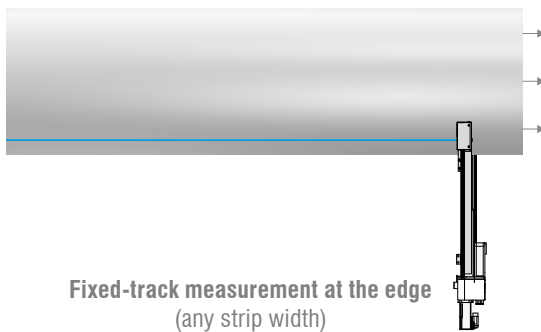 Fixed-track measurement at the edge
(any strip width)